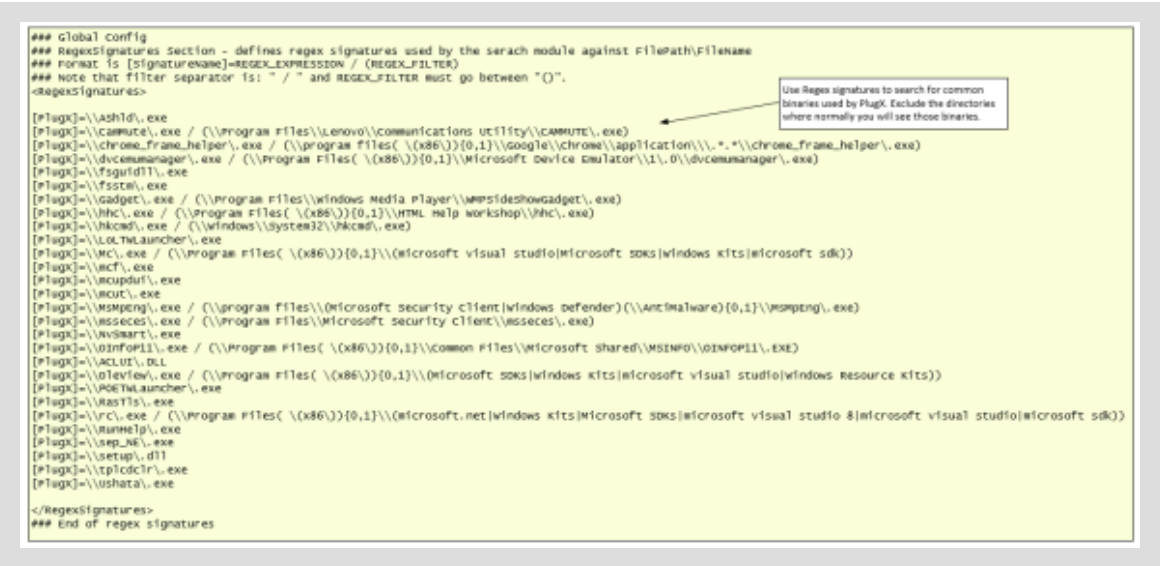 ### Global Config
### RegexSignatures Section - defines regex signatures used by the serach module against FilePath\FileName
### Format is [SignatureName]=REGEX_EXPRESSION / (REGEX_FILTER)
### Note that filter separator is: " / " and REGEX_FILTER must go between "()".
<RegexSignatures>
Use Regex signatures to search for common
binaries used by PlugX. Exclude the directories
where normally you will see those binaries.
[PlugX]=\\AShld\.exe
[PlugX]=\\CamMute\.exe / (\\Program Files\\Lenovo\\Communications Utility\\CAMMUTE\.exe)
[PlugX]=\\chrome_frame_helper\.exe / (\\program files( \(x86\)){0,1}\\Google\\Chrome\\application\\\.*.*\\chrome_frame_helper\.exe)
[PlugX]=\\dvcemumanager\.exe / (\\Program Files( \(x86\)){0,1}\\Microsoft Device Emulator\\1\.0\\dvcemumanager\.exe)
[PlugX]=\\fsguidll\.exe
[PlugX]=\\fsstm\.exe
[PlugX]=\\Gadget\.exe / (\\Program Files\\Windows Media Player\\WMPSideShowGadget\.exe)
[PlugX]=\\hhc\.exe / (\\Program Files( \(x86\)){0,1}\\HTML Help Workshop\\hhc\.exe)
[PlugX]=\\hkcmd\.exe / (\\windows\\System32\\hkcmd\.exe)
[PlugX]=\\LoLTWLauncher\.exe
[PlugX]=\\Mc\.exe / (\\Program Files( \(x86\)){0,1}\\(microsoft visual studio|Microsoft SDKs|Windows Kits|microsoft sdk))
[PlugX]=\\mcf\.exe
[PlugX]=\\mcupdui\.exe
[PlugX]=\\mcut\.exe
[PlugX]=\\MSMpEng\.exe / (\\program files\\(Microsoft Security Client|Windows Defender)(\\AntiMalware){0,1}\\MSMpEng\.exe)
[PlugX]=\\msseces\.exe / (\\Program Files\\Microsoft Security Client\\msseces\.exe)
[PlugX]=\\NvSmart\.exe
[PlugX]=\\OInfoP11\.exe / (\\Program Files( \(x86\)){0,1}\\Common Files\\Microsoft Shared\\MSINFO\\OINFOP11\.EXE)
[PlugX]=\\ACLUI\.DLL
[PlugX]=\\Oleview\.exe / (\\Program Files( \(x86\)){0,1}\\(Microsoft SDKs|Windows Kits|microsoft visual studio|Windows Resource Kits))
[PlugX]=\\POETWLauncher\.exe
[PlugX]=\\RasTls\.exe
[PlugX]=\\rc\.exe / (\\Program Files( \(x86\)){0,1}\\(microsoft.net|Windows Kits|Microsoft SDKs|microsoft visual studio 8|microsoft visual studio|microsoft sdk))
[PlugX]=\\RunHelp\.exe
[PlugX]=\\sep_NE\.exe
[PlugX]=\\setup\.dll
[PlugX]=\\tplcdclr\.exe
[PlugX]=\\Ushata\.exe
</RegexSignatures>
### End of regex signatures